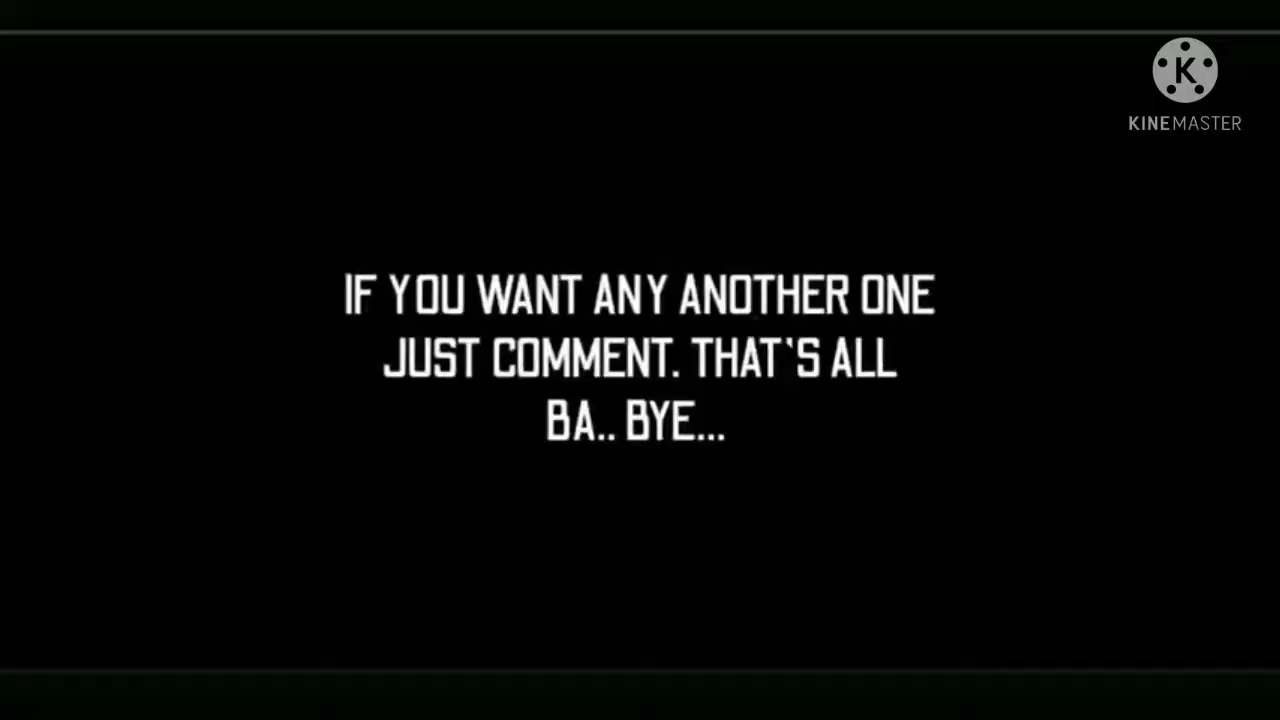 K
KINEMASTER
IF YOU WANT ANY ANOTHER ONE
JUST COMMENT. THAT'S ALL
BA.. BYE...